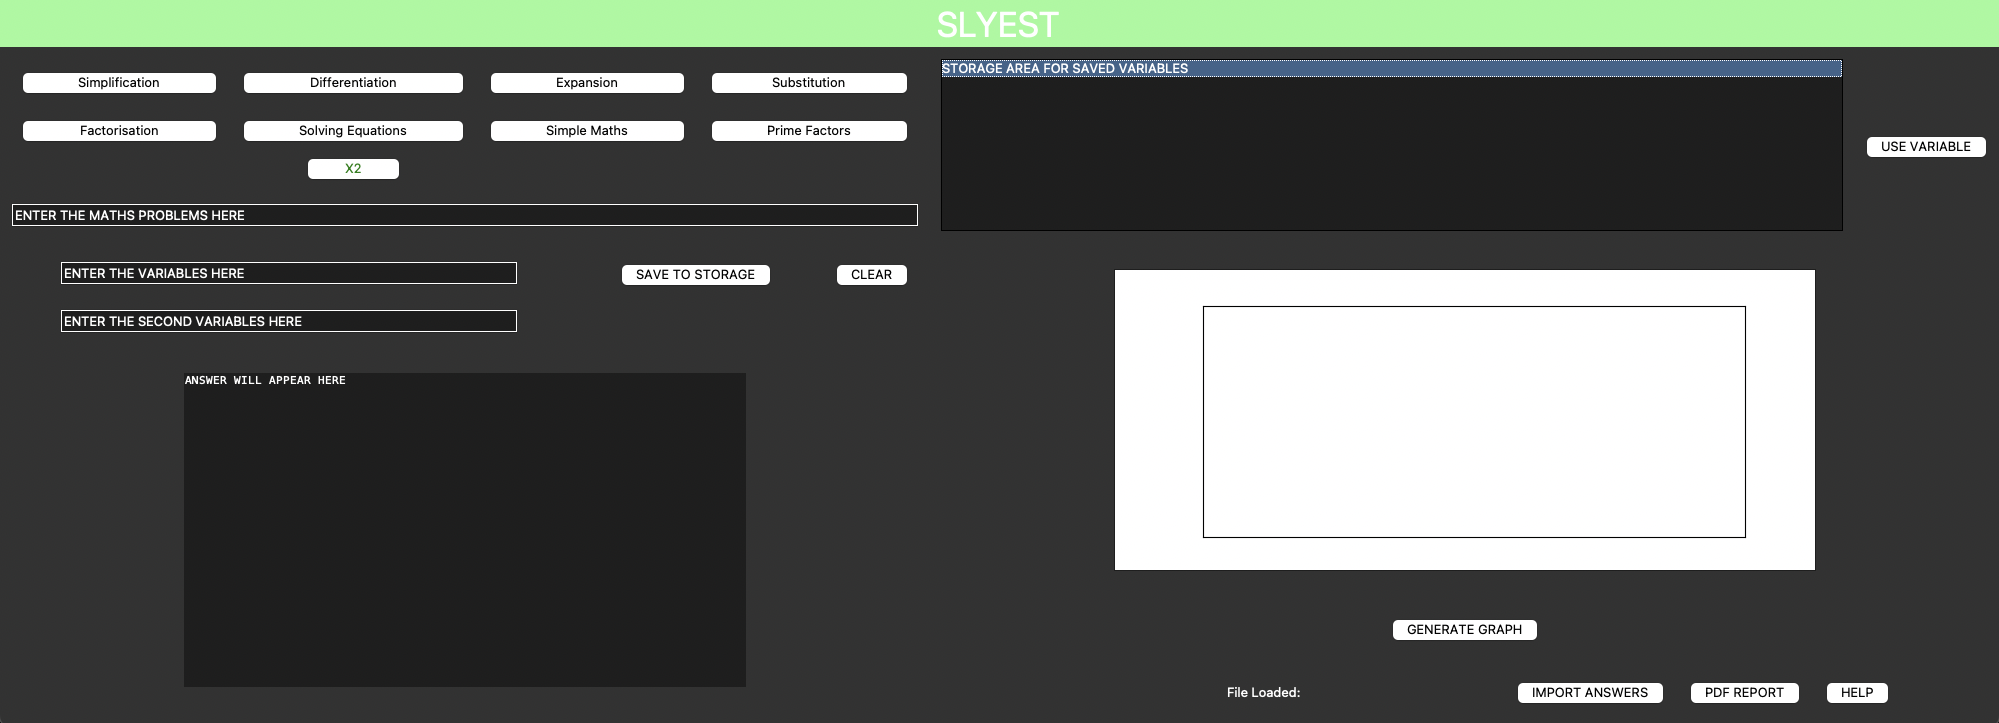 SLYEST
Simplification
Differentiation
Expansion
Substitution
Factorisation
Solving Equations
Simple Maths
Prime Factors
X2
ENTER THE MATHS PROBLEMS HERE
ENTER THE VARIABLES HERE
SAVE TO STORAGE
CLEAR
ENTER THE SECOND VARIABLES HERE
ANSWER WILL APPEAR HERE
STORAGE AREA FOR SAVED VARIABLES
USE VARIABLE
GENERATE GRAPH
File Loaded:
IMPORT ANSWERS
PDF REPORT
HELP